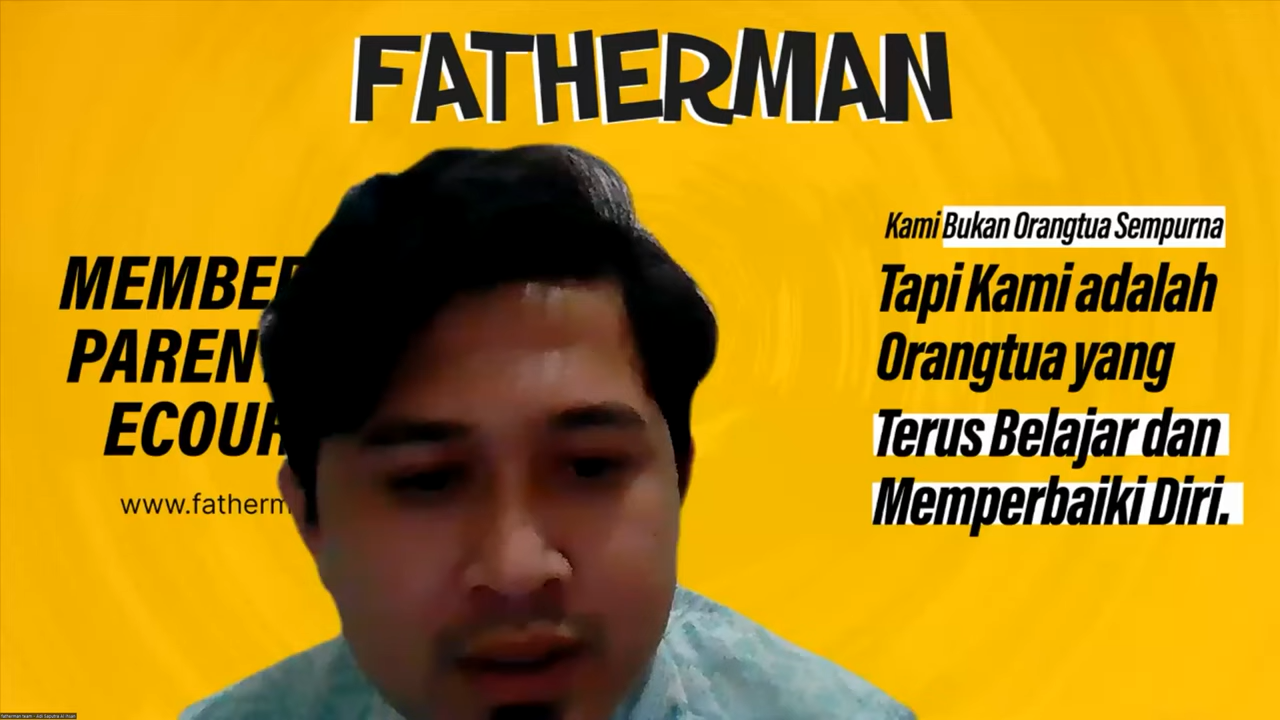 FATHERMAN
MEMBE
PAREN
ECOUR
www.fatherm
Kami Bukan Orangtua Sempurna
Tapi Kami adalah
Orangtua yang
Terus Belajar dan
Memperbaiki Diri.